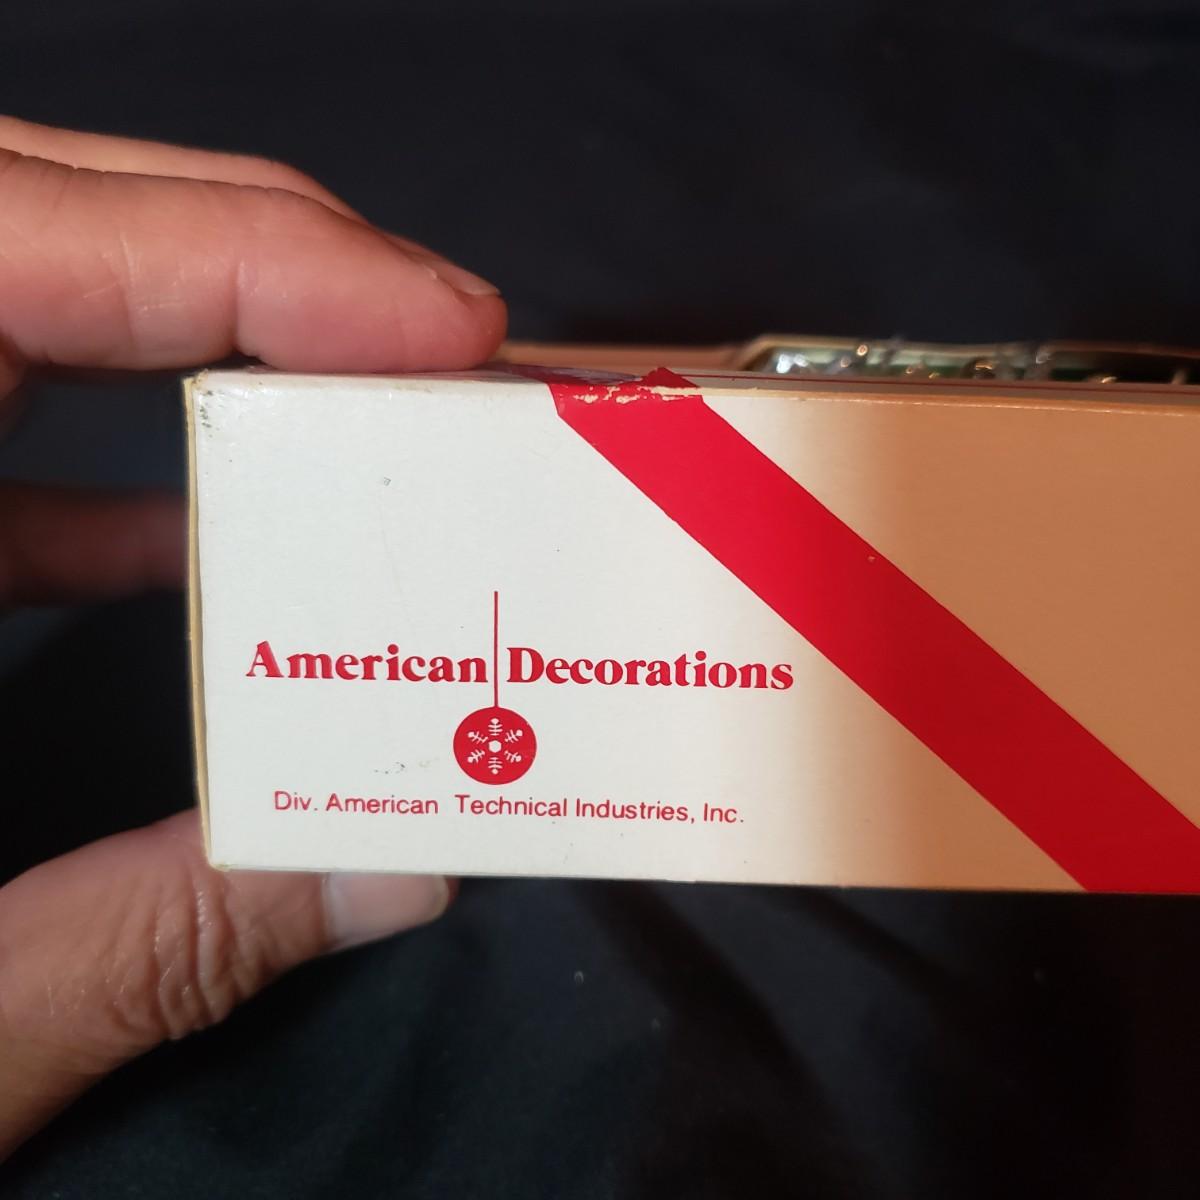 American Decorations
Div. American Technical Industries, Inc.